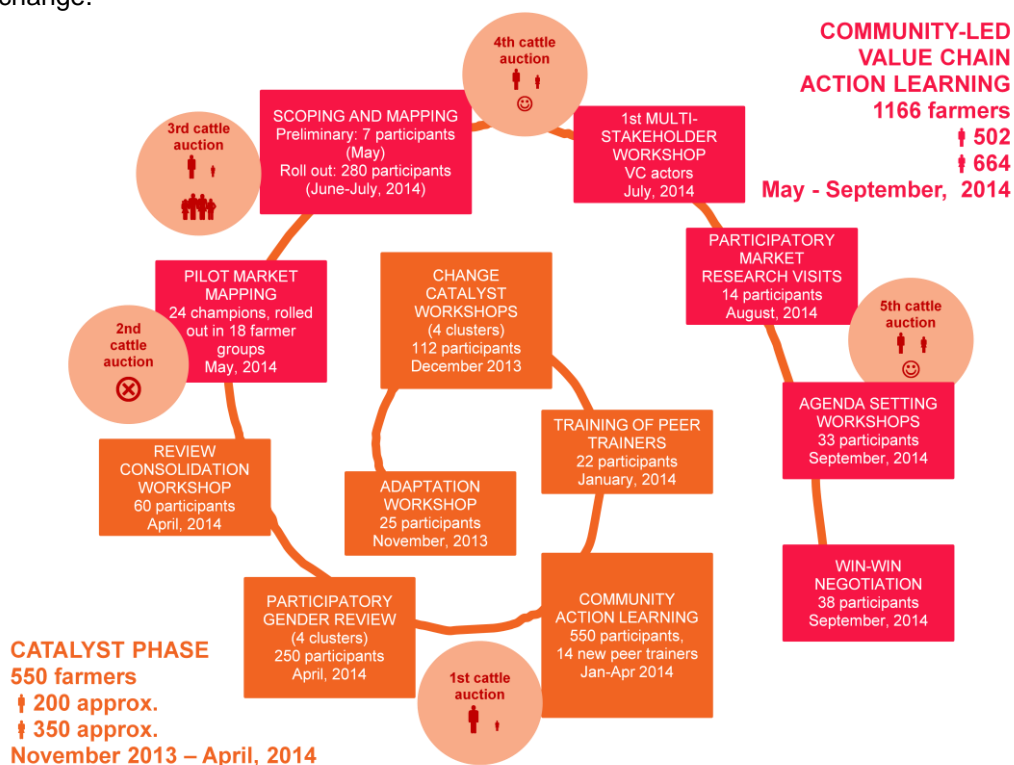 change.
4th cattle
auction
COMMUNITY-LED
VALUE CHAIN
ACTION LEARNING
1166 farmers
502
664
May - September, 2014
3rd cattle
auction
SCOPING AND MAPPING
Preliminary: 7 participants
(May)
Roll out: 280 participants
(June-July, 2014)
1st MULTI-
STAKEHOLDER
WORKSHOP
VC actors
July, 2014
PARTICIPATORY
MARKET
RESEARCH VISITS
14 participants
August, 2014
5th cattle
auction
PILOT MARKET
MAPPING
24 champions, rolled
out in 18 farmer
groups
May, 2014
2nd
cattle
auction
CHANGE
CATALYST
WORKSHOPS
(4 clusters)
112 participants
December 2013
AGENDA SETTING
WORKSHOPS
33 participants
September, 2014
REVIEW
CONSOLIDATION
WORKSHOP
60 participants
April, 2014
ADAPTATION
WORKSHOP
25 participants
November, 2013
TRAINING OF PEER
TRAINERS
22 participants
January, 2014
WIN-WIN
NEGOTIATION
38 participants
September, 2014
PARTICIPATORY
GENDER REVIEW
(4 clusters)
250 participants
April, 2014
COMMUNITY
ACTION LEARNING
550 participants,
14 new peer trainers
Jan-Apr 2014
1st cattle
auction
CATALYST PHASE
550 farmers
200 approx.
350 approx.
November 2013 – April, 2014